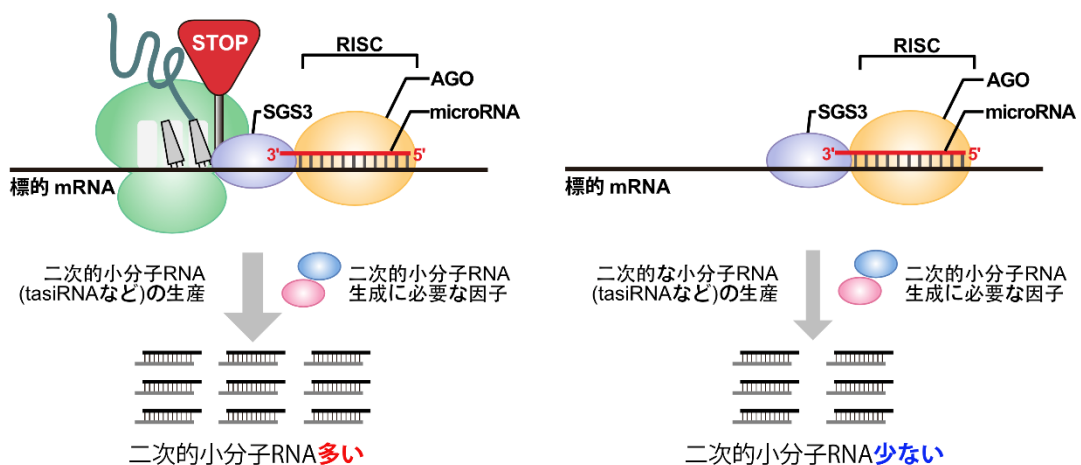 STOP
RISC
AGO
SGS3
microRNA
3'
5'
標的 mRNA
二次的小分子RNA
(tasiRNAなど)の生産
二次的小分子RNA
生成に必要な因子
二次的小分子RNA多い
RISC
AGO
SGS3
microRNA
3'
5'
標的 mRNA
二次的な小分子RNA
(tasiRNAなど)の生産
二次的小分子RNA
生成に必要な因子
二次的小分子RNA少ない